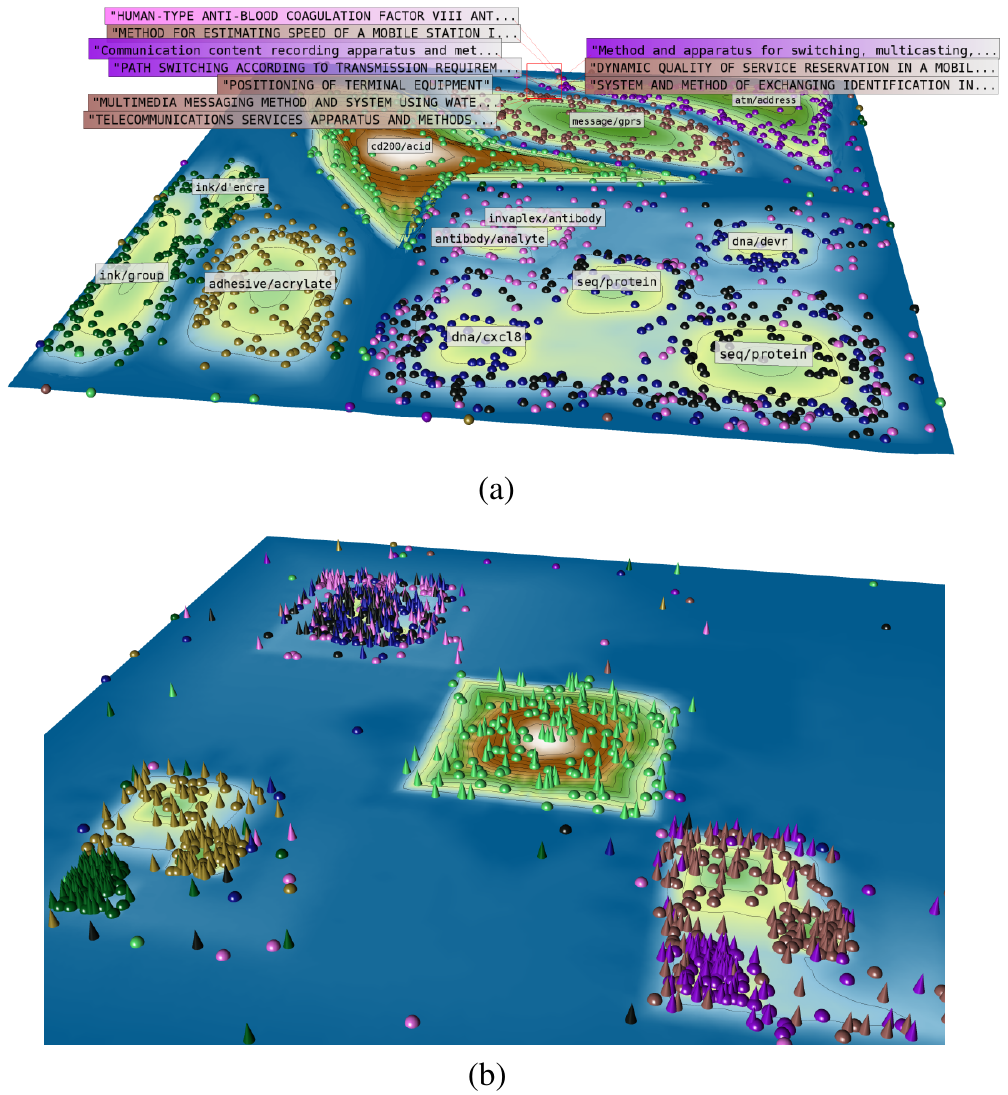 "HUMAN-TYPE ANTI-BLOOD COAGULATION FACTOR VIII ANT...
"METHOD FOR ESTIMATING SPEED OF A MOBILE STATION I...
"Communication content recording apparatus and met...
"PATH SWITCHING ACCORDING TO TRANSMISSION REQUIREM...
"POSITIONING OF TERMINAL EQUIPMENT"
"MULTIMEDIA MESSAGING METHOD AND SYSTEM USING WATE...
"TELECOMMUNICATIONS SERVICES APPARATUS AND METHODS...
"Method and apparatus for switching, multicasting,...
"DYNAMIC QUALITY OF SERVICE RESERVATION IN A MOBIL...
"SYSTEM AND METHOD OF EXCHANGING IDENTIFICATION IN...
atm/address
message/gprs
cd200/acid
ink/d'encre
invaplex/antibody
antibody/analyte
dna/devr
ink/group
adhesive/acrylate
seq/protein
dna/cxcl8
seq/protein
(a)
(b)